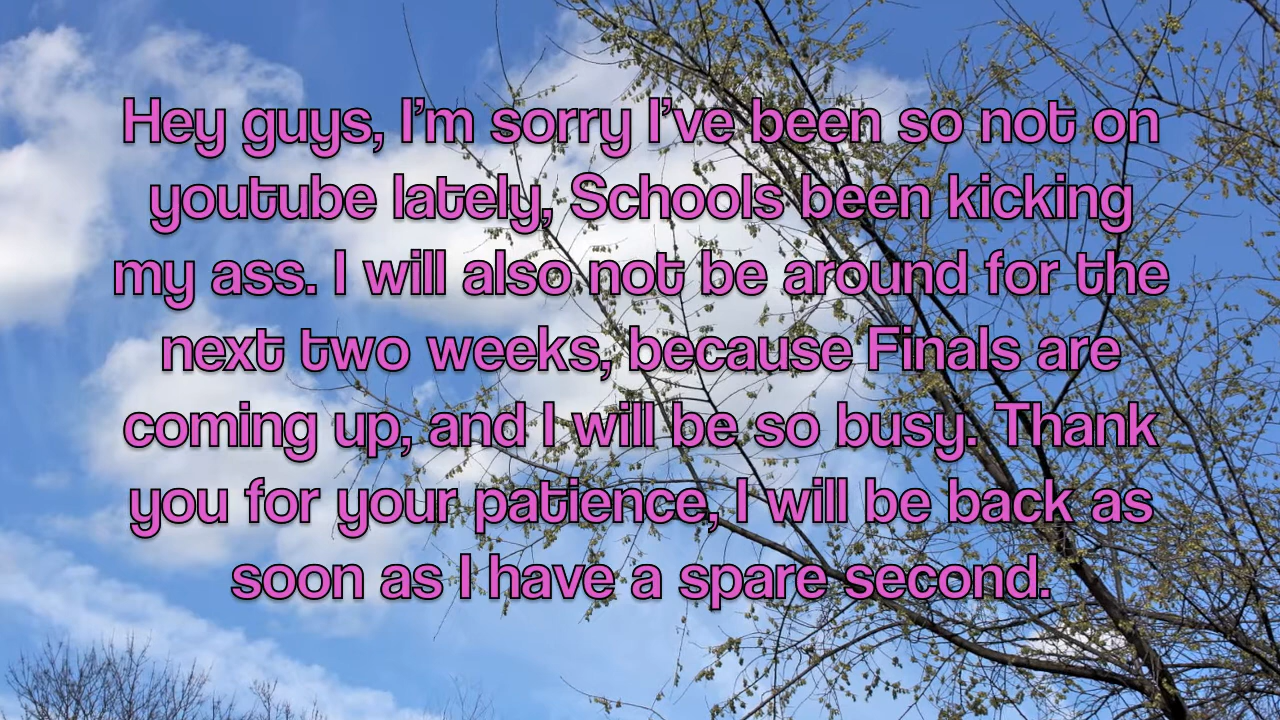 Hey guys, I'm sorry I've been so not on
youtube lately, Schools been kicking
my ass. I will also not be around for the
next two weeks, because Finals are
coming up, and I will be so busy. Thank
you for your patience, I will be back as
soon as I have a spare second.